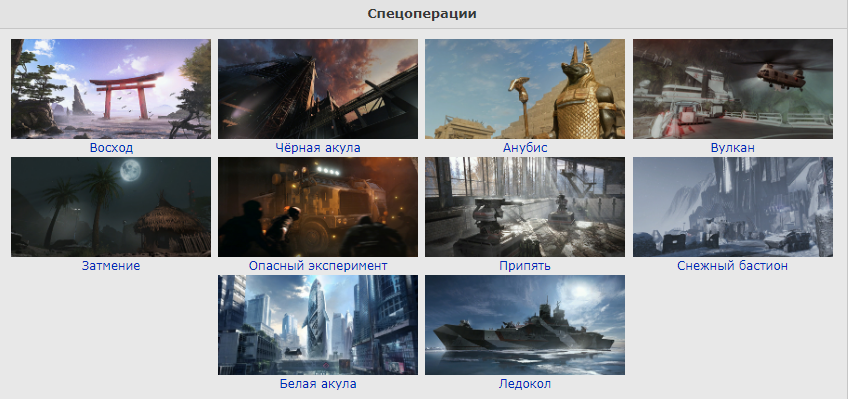 Спецоперации
Восход
Чёрная акула
Анубис
Вулкан
Затмение
Опасный эксперимент
Припять
Снежный бастион
Белая акула
Ледокол